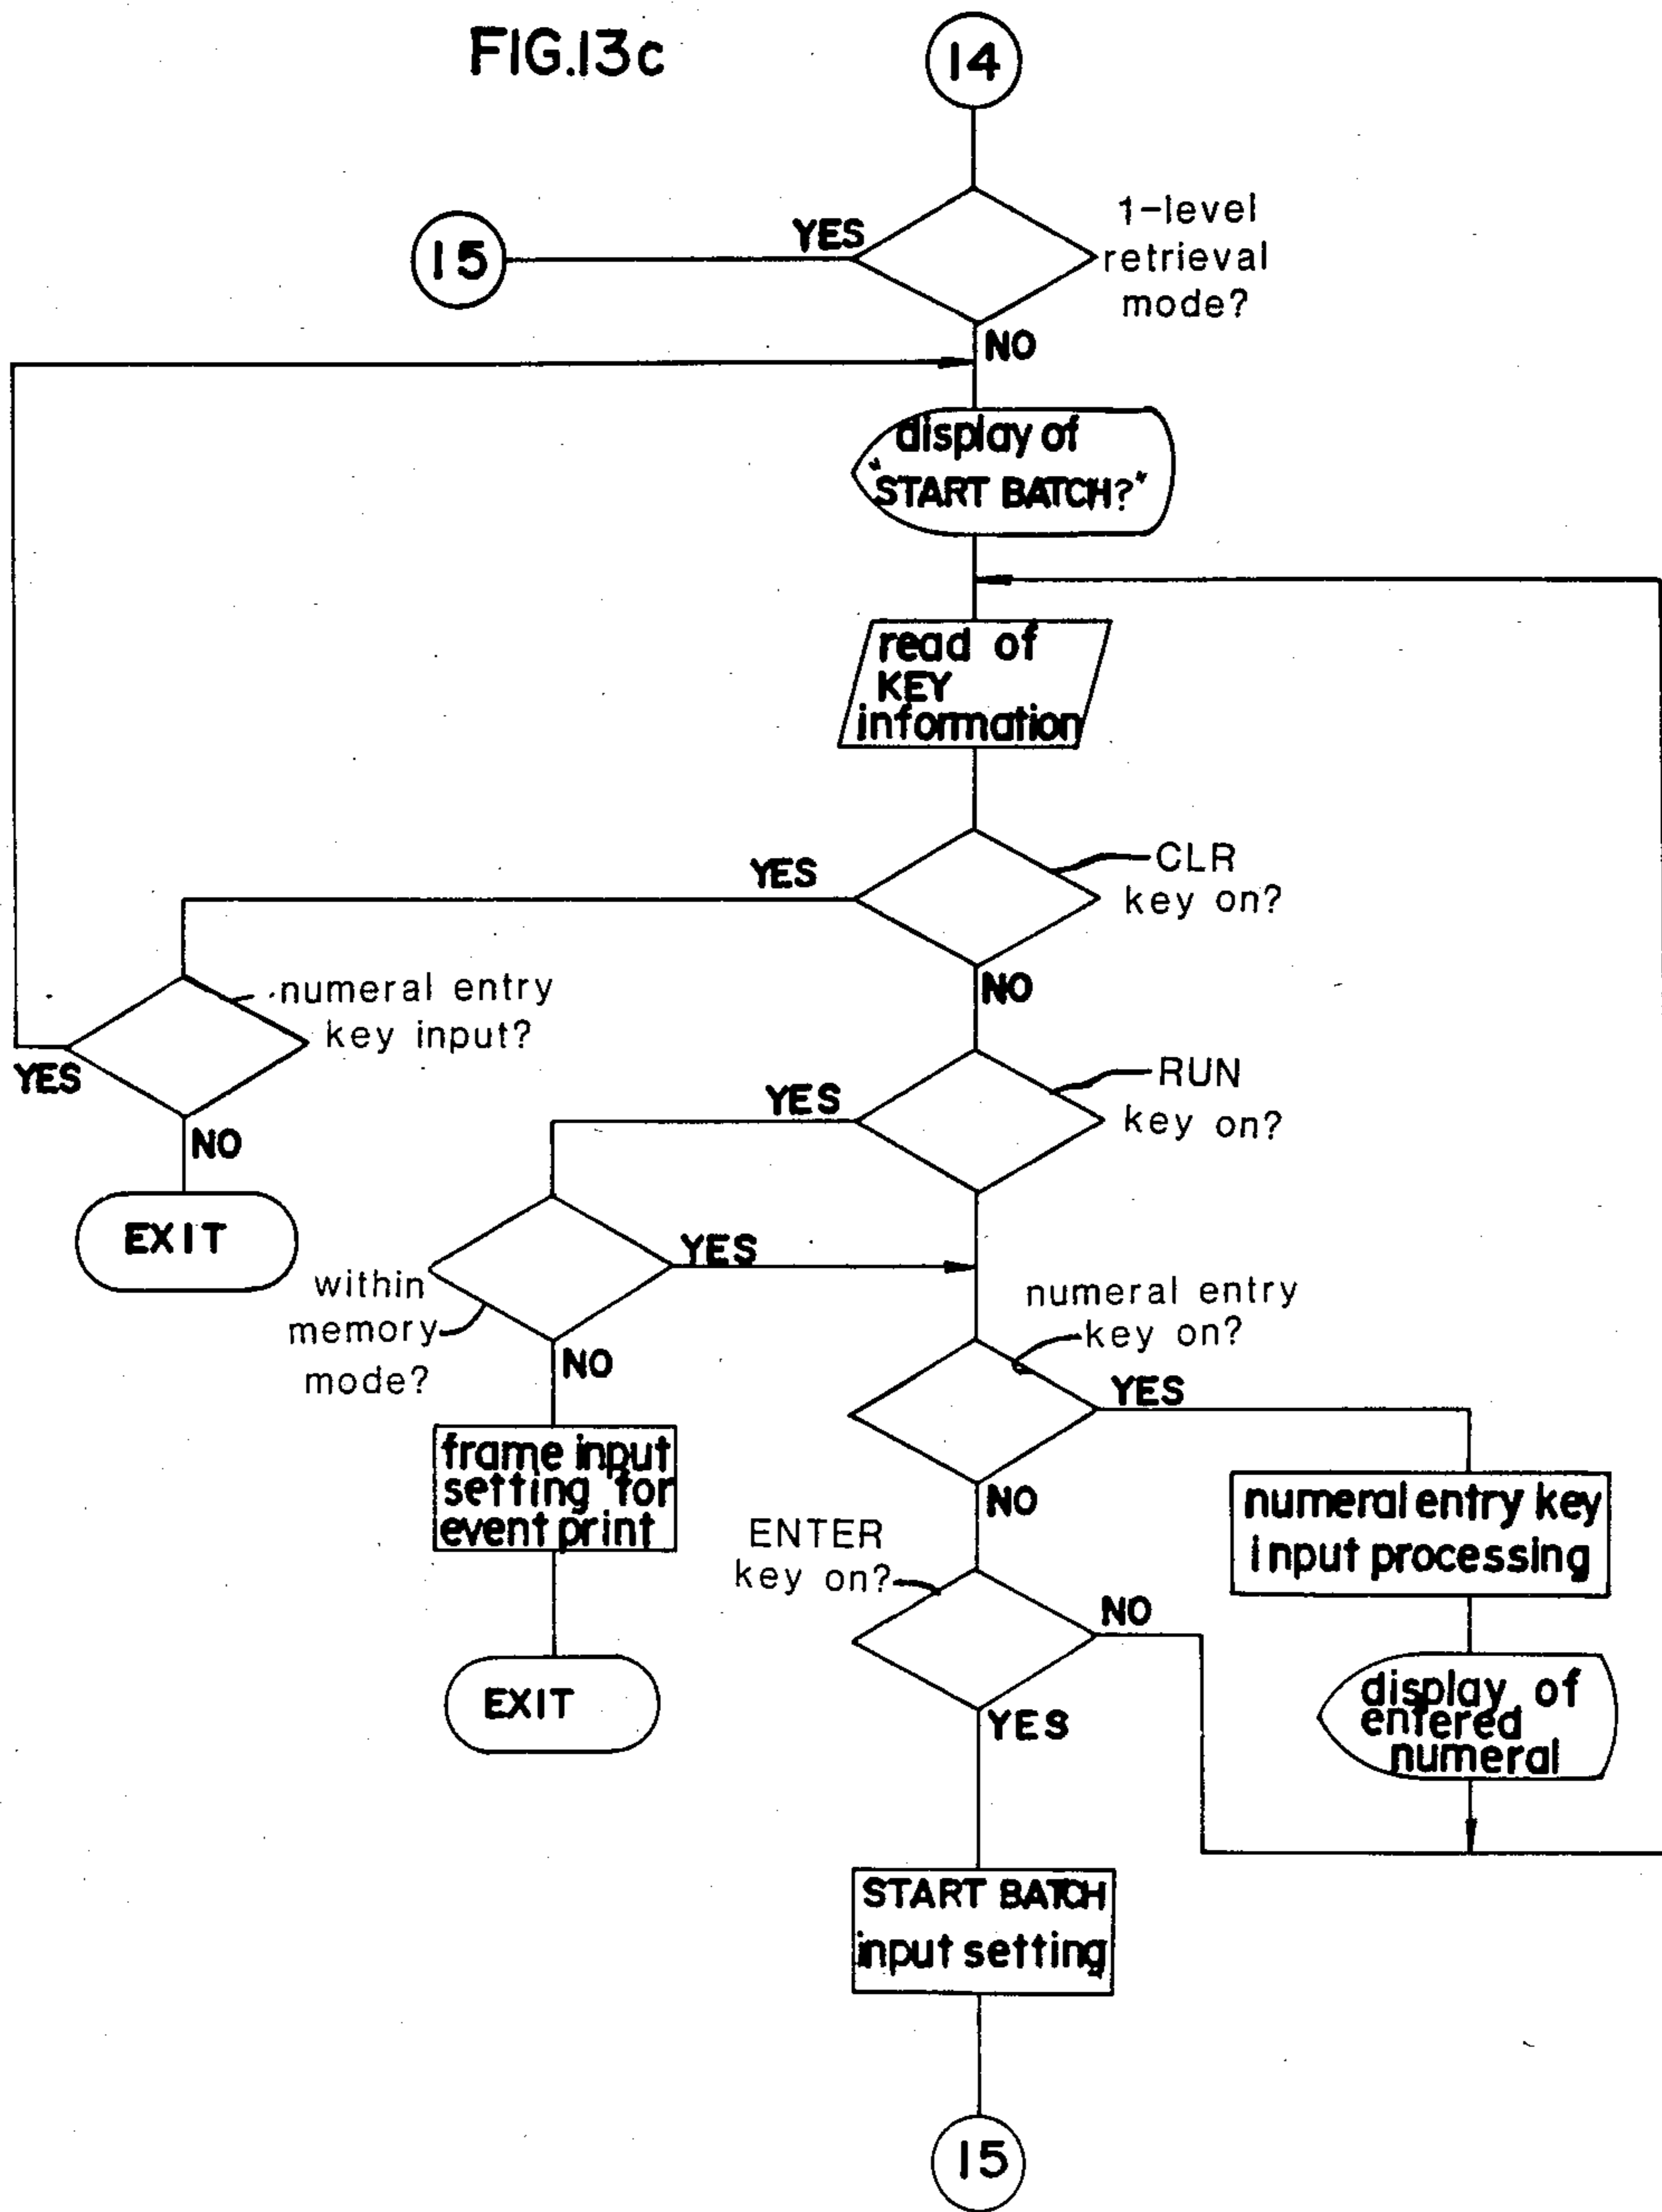 FIG.13c
14
1-level
retrieval
mode?
YES
15
NO
display of
"START BATCH?"
read of
KEY
information
YES
CLR
key on?
NO
numeral entry
key input?
YES
NO
EXIT
YES
RUN
key on?
YES
within
memory
mode?
NO
frame input
setting for
event print
EXIT
numeral entry
key on?
YES
NO
numeral entry key
input processing
display of
entered
numeral
ENTER
key on?
NO
YES
START BATCH
input setting
15